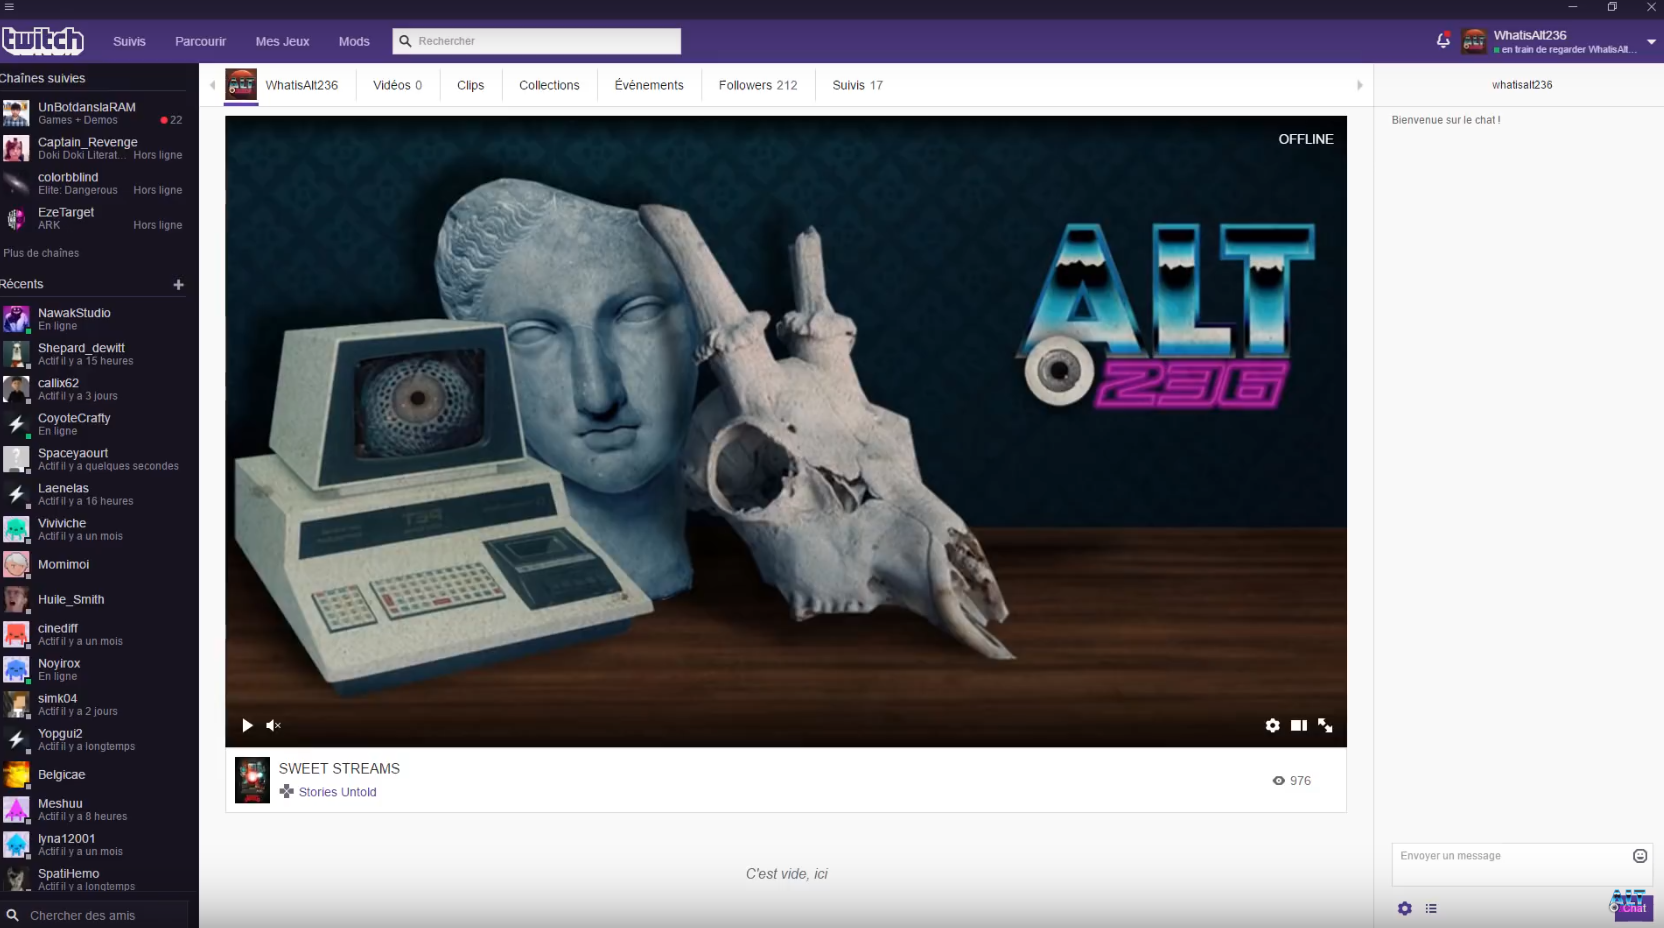 twitch
Suivis
Parcourir
Mes Jeux
Mods
Rechercher
WhatisAlt236
en train de regarder WhatisAlt...
Chaînes suivies
UnBotdanslaRAM
Games + Demos
22
Captain_Revenge
Doki Doki Literat...
Hors ligne
colorbblind
Elite: Dangerous
Hors ligne
EzeTarget
ARK
Hors ligne
Plus de chaînes
Récents
+
NawakStudio
En ligne
Shepard_dewitt
Actif il y a 15 heures
callix62
Actif il y a 3 jours
CoyoteCrafty
En ligne
Spaceyaourt
Actif il y a quelques secondes
Laenelas
Actif il y a 16 heures
Viviviche
Actif il y a un mois
Momimoi
Huile_Smith
cinediff
Actif il y a un mois
Noyirox
En ligne
simk04
Actif il y a 2 jours
Yopgui2
Actif il y a longtemps
Belgicae
Meshuu
Actif il y a 8 heures
lyna12001
Actif il y a un mois
SpatiHemo
Actif il y a longtemps
Chercher des amis
WhatisAlt236
Vidéos 0
Clips
Collections
Événements
Followers 212
Suivis 17
OFFLINE
ALT
236
SWEET STREAMS
Stories Untold
976
C'est vide, ici
whatisalt236
Bienvenue sur le chat !
Envoyer un message
ALT
Chat